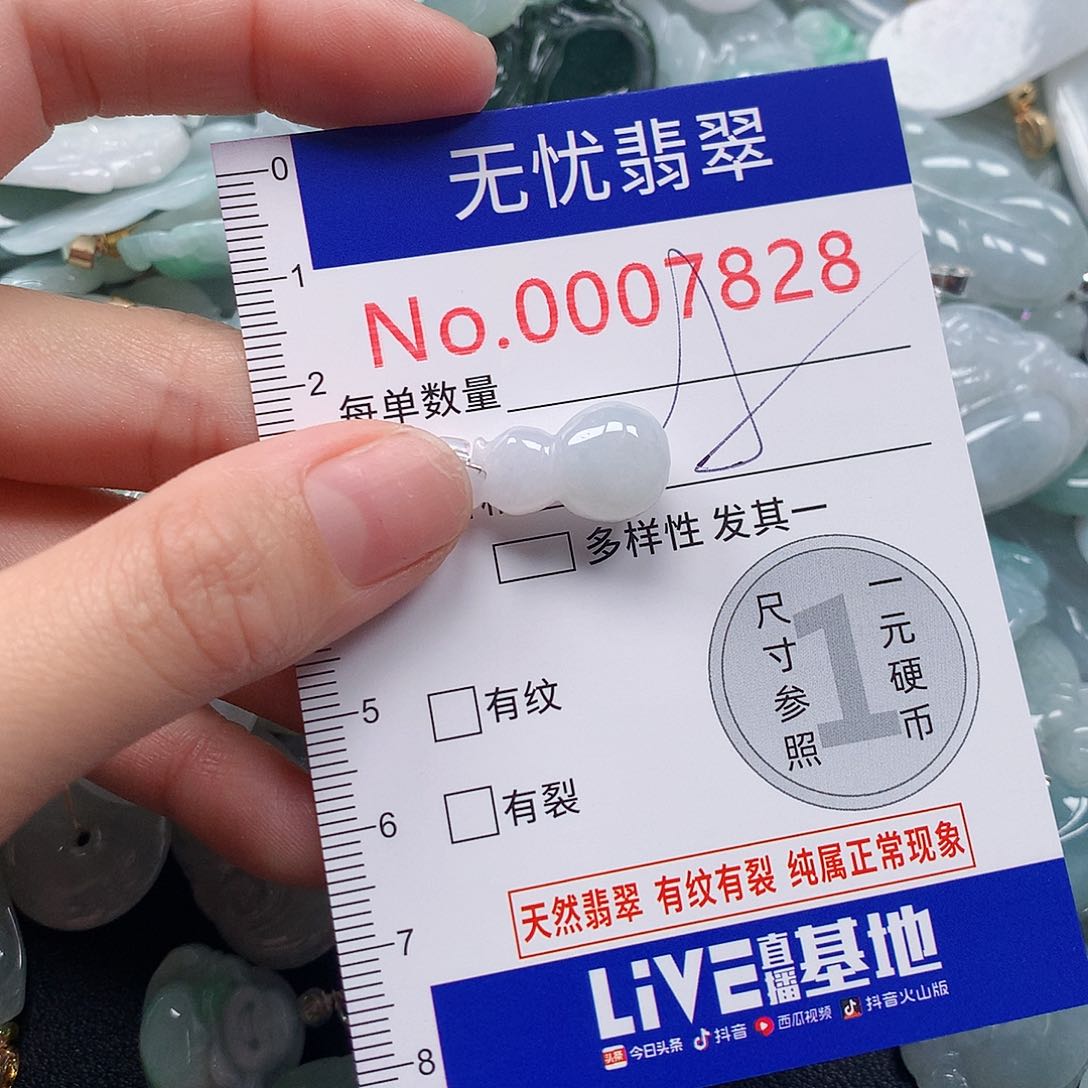 无忧翡翠
No.0007828
每单数量
多样性 发其一
尺寸参照
1
一元硬币
有纹
有裂
天然翡翠 有纹有裂 纯属正常现象
LiVE直播基地
头条 今日头条 抖音 西瓜视频 抖音火山版
0
1
2
5
6
7
8